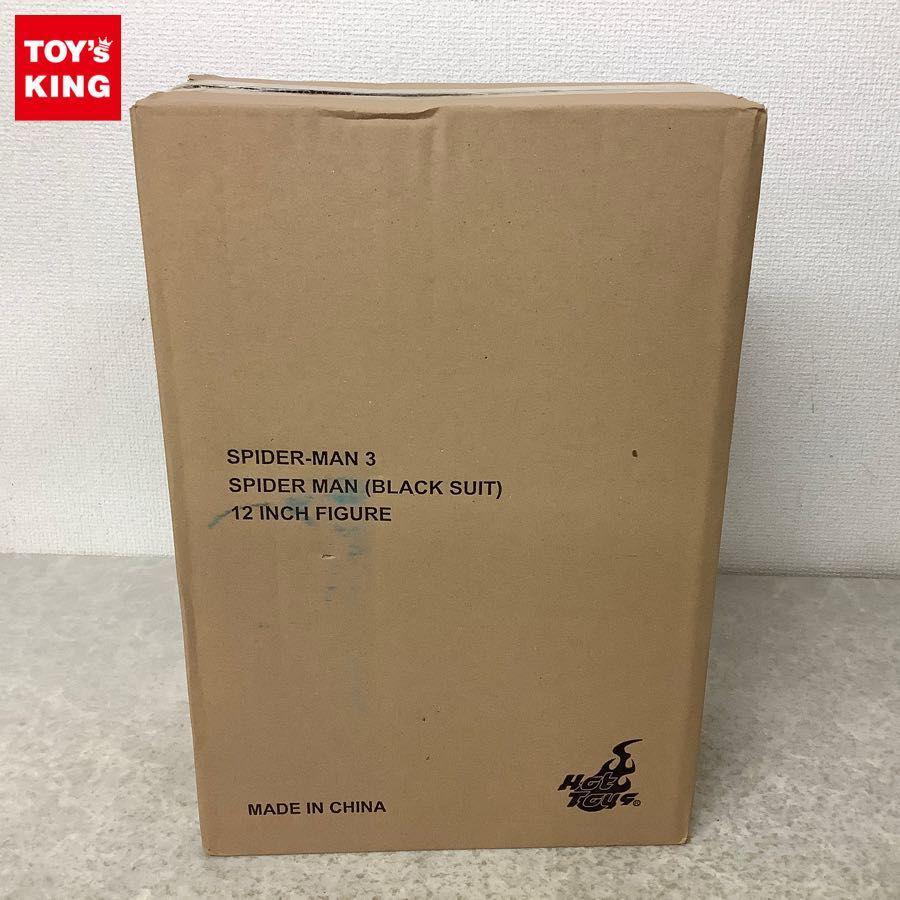 TOY's
KING
SPIDER-MAN 3
SPIDER MAN (BLACK SUIT)
12 INCH FIGURE
MADE IN CHINA
Hot
Toys®